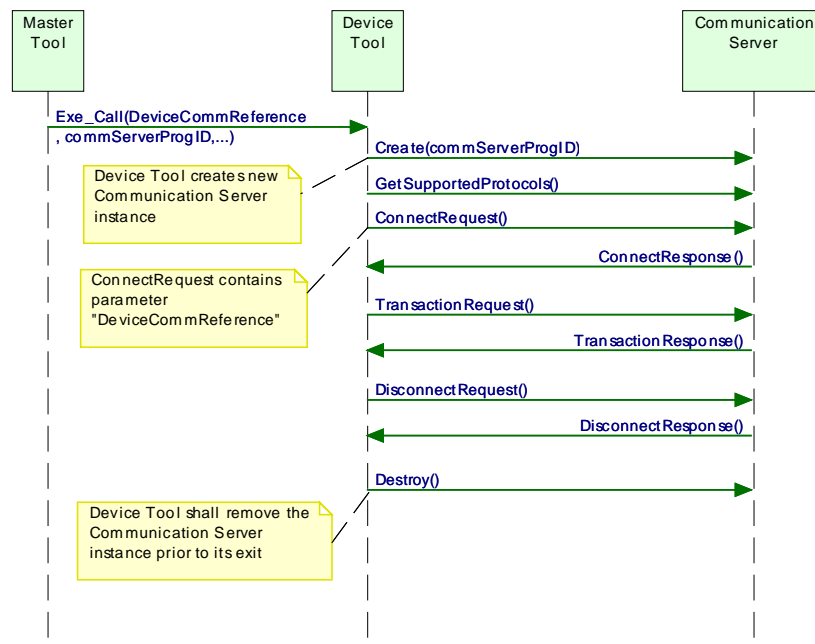 Master
Tool
Device
Tool
Communication
Server
Exe_Call(DeviceCommReference
, commServerProgID,...)
Create(commServerProgID)
Device Tool creates new
Communication Server
instance
GetSupportedProtocols()
ConnectRequest()
ConnectResponse()
ConnectRequest contains
parameter
"DeviceCommReference"
TransactionRequest()
TransactionResponse()
DisconnectRequest()
DisconnectResponse()
Destroy()
Device Tool shall remove the
Communication Server
instance prior to its exit